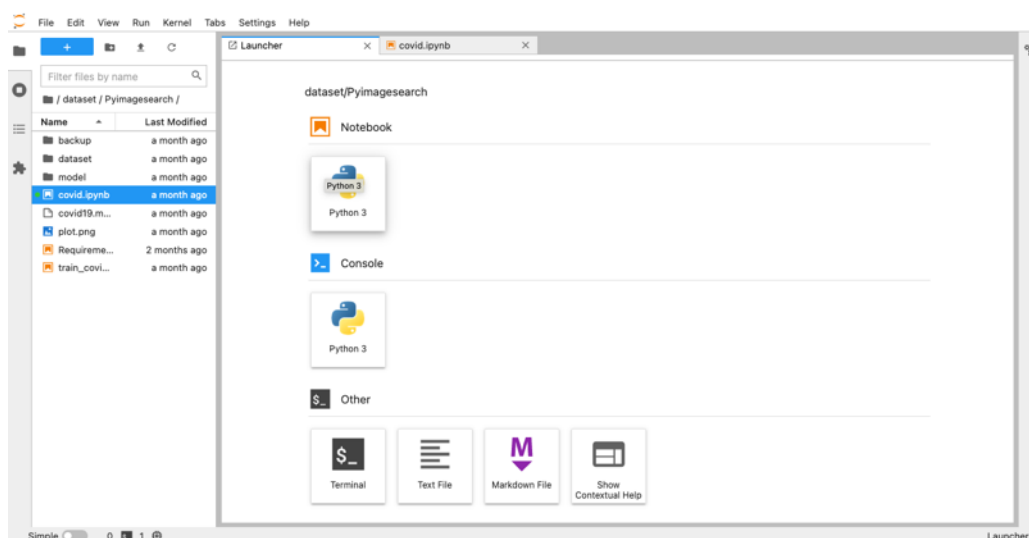 File Edit View Run Kernel Tabs Settings Help
Launcher
covid.ipynb
Filter files by name
/ dataset / Pyimagesearch /
Name Last Modified
backup a month ago
dataset a month ago
model a month ago
covid.ipynb a month ago
covid19.m... a month ago
plot.png a month ago
Requireme... 2 months ago
train_covi... a month ago
dataset/Pyimagesearch
Notebook
Python 3
Python 3
Console
Python 3
$_ Other
$_
Terminal
Text File
M
Markdown File
Show
Contextual Help
Simple 0 1 Launcher